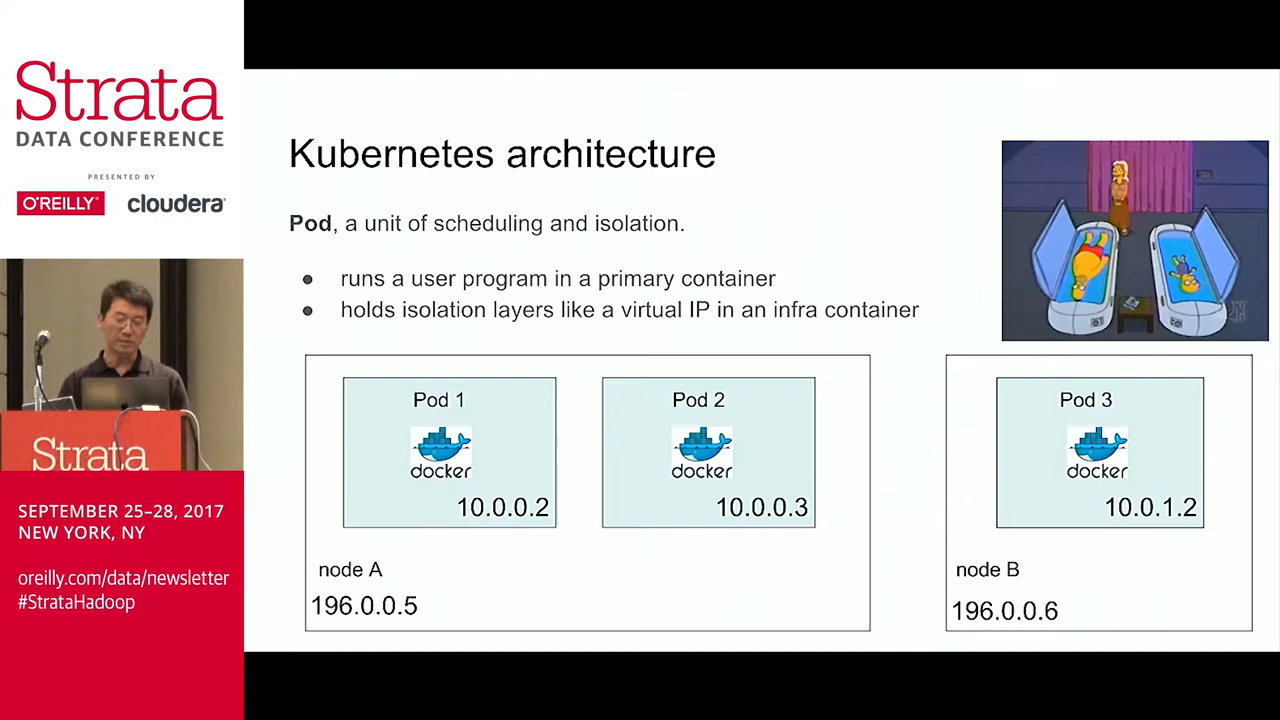 Strata
DATA CONFERENCE
PRESENTED BY
O'REILLY®
cloudera
Strata
SEPTEMBER 25–28, 2017
NEW YORK, NY
oreilly.com/data/newsletter
#StrataHadoop
Kubernetes architecture
Pod, a unit of scheduling and isolation.
● runs a user program in a primary container
● holds isolation layers like a virtual IP in an infra container
Pod 1
docker
10.0.0.2
Pod 2
docker
10.0.0.3
node A
196.0.0.5
Pod 3
docker
10.0.1.2
node B
196.0.0.6